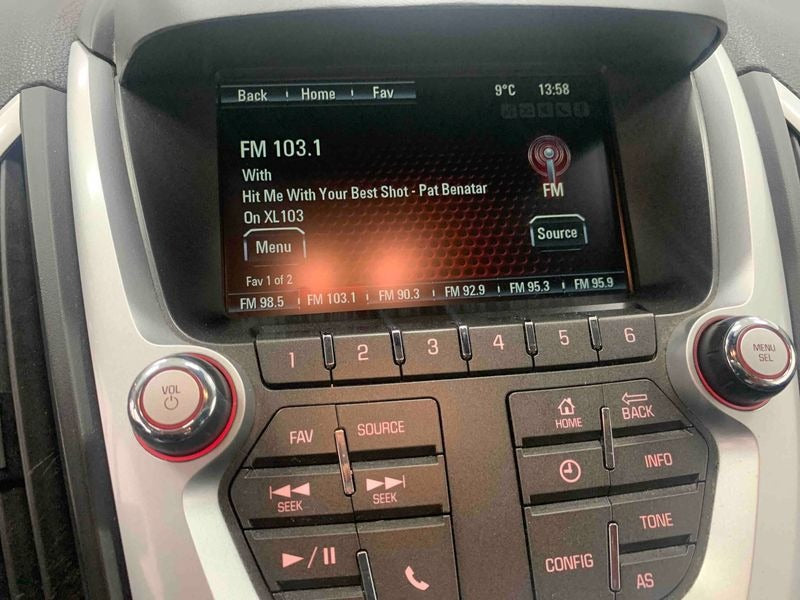 Back Home Fav 9°C 13:58
FM 103.1
With
Hit Me With Your Best Shot - Pat Benatar
On XL103
FM
Menu
Source
Fav 1 of 2
FM 98.5 FM 103.1 FM 90.3 FM 92.9 FM 95.3 FM 95.9
1 2 3 4 5 6
VOL
MENU
SEL
FAV SOURCE
HOME BACK
SEEK SEEK
INFO
CONFIG
TONE
AS